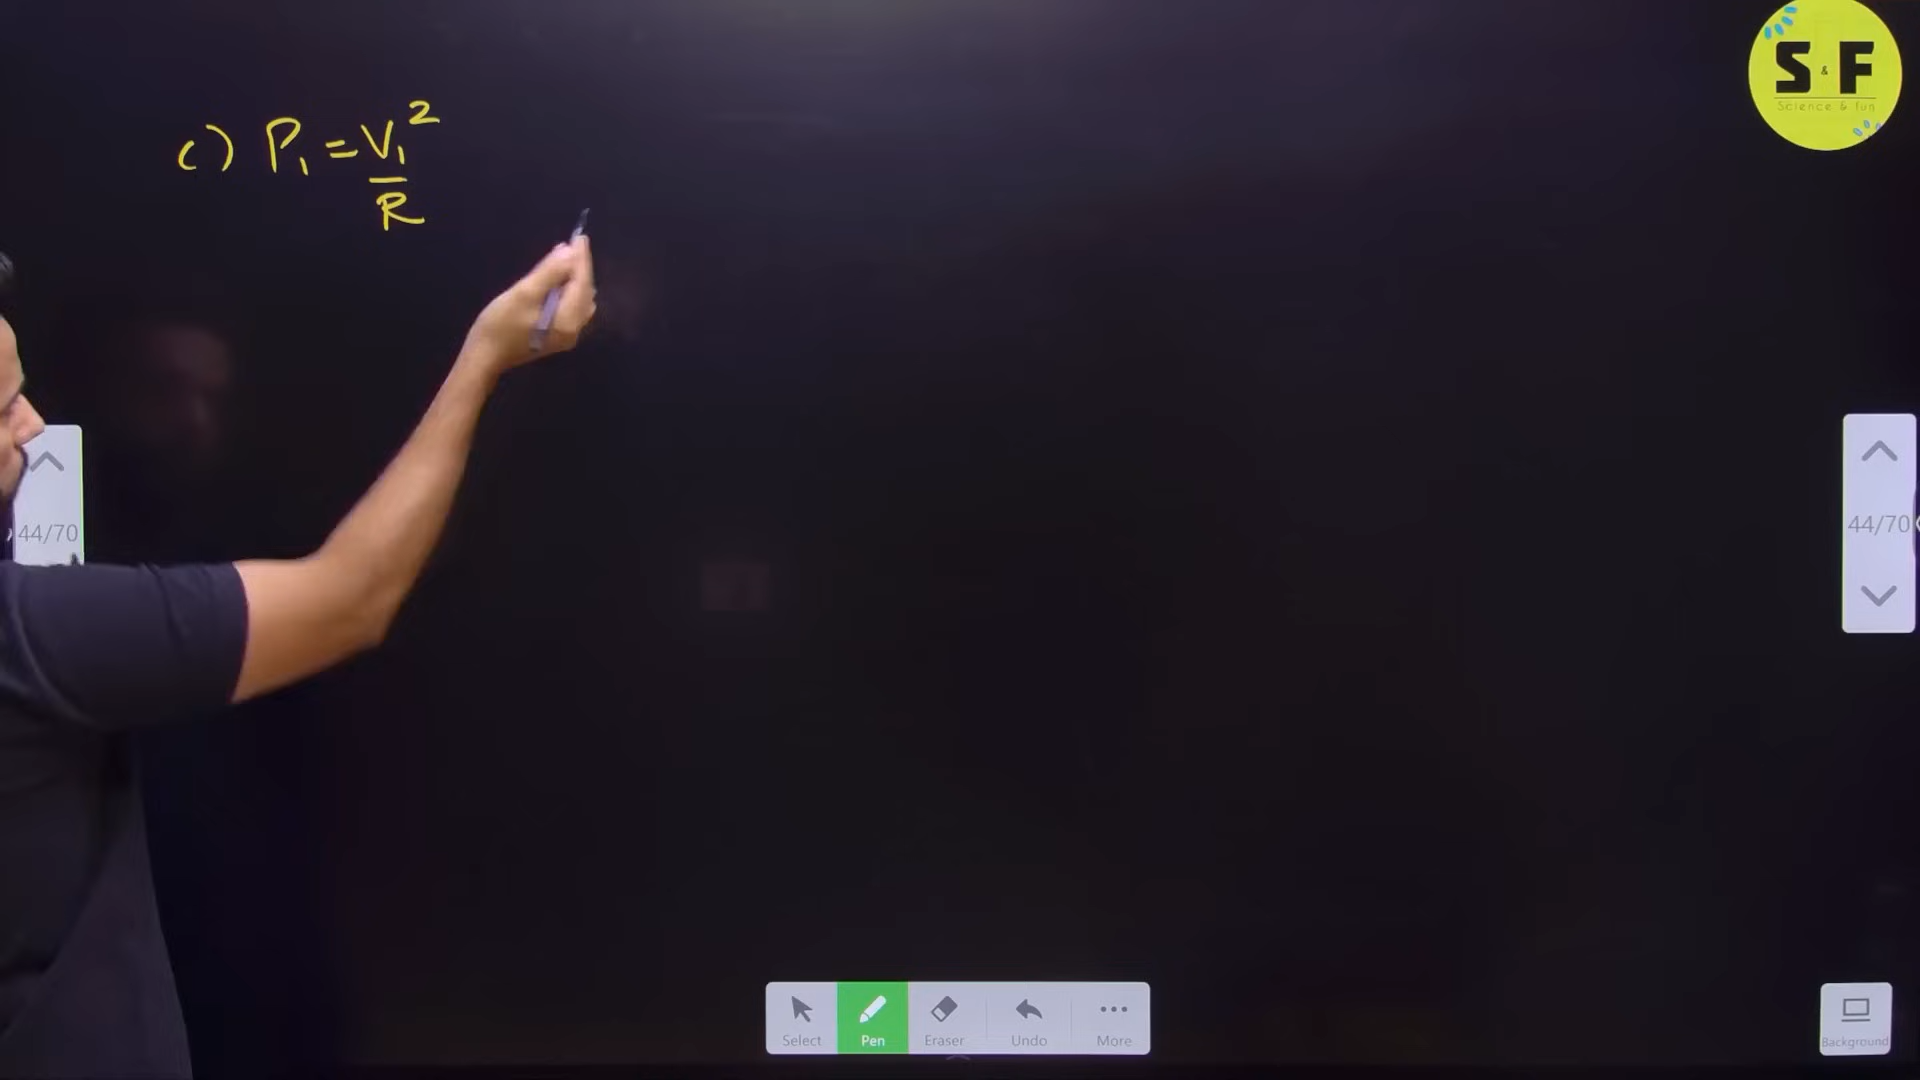 S & F
Science & fun
c) P₁ = V₁²
R
44/70
44/70
Select Pen Eraser Undo More
Background